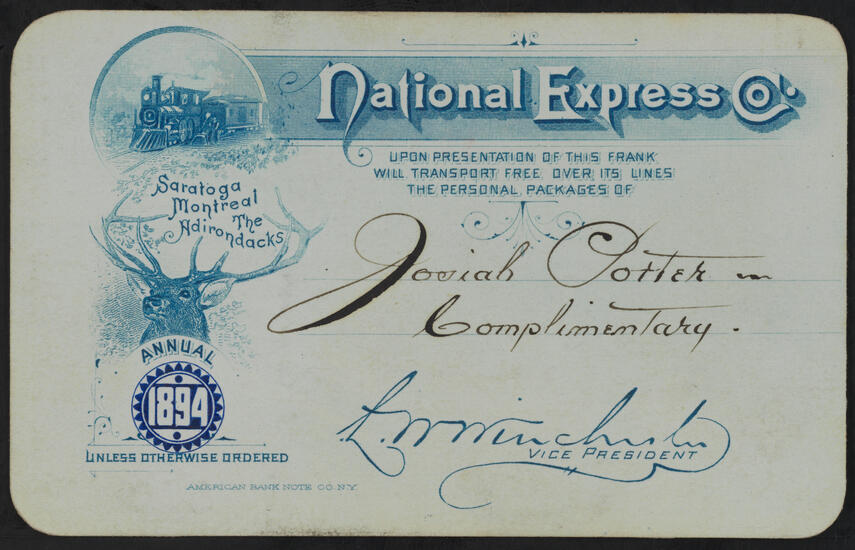 National Express Co.
UPON PRESENTATION OF THIS FRANK
WILL TRANSPORT FREE OVER ITS LINES
THE PERSONAL PACKAGES OF
Saratoga
Montreal
The
Adirondacks
Josiah Potter
Complimentary.
ANNUAL
1894
UNLESS OTHERWISE ORDERED
L. W Winchester
VICE PRESIDENT
AMERICAN BANK NOTE CO. N.Y.